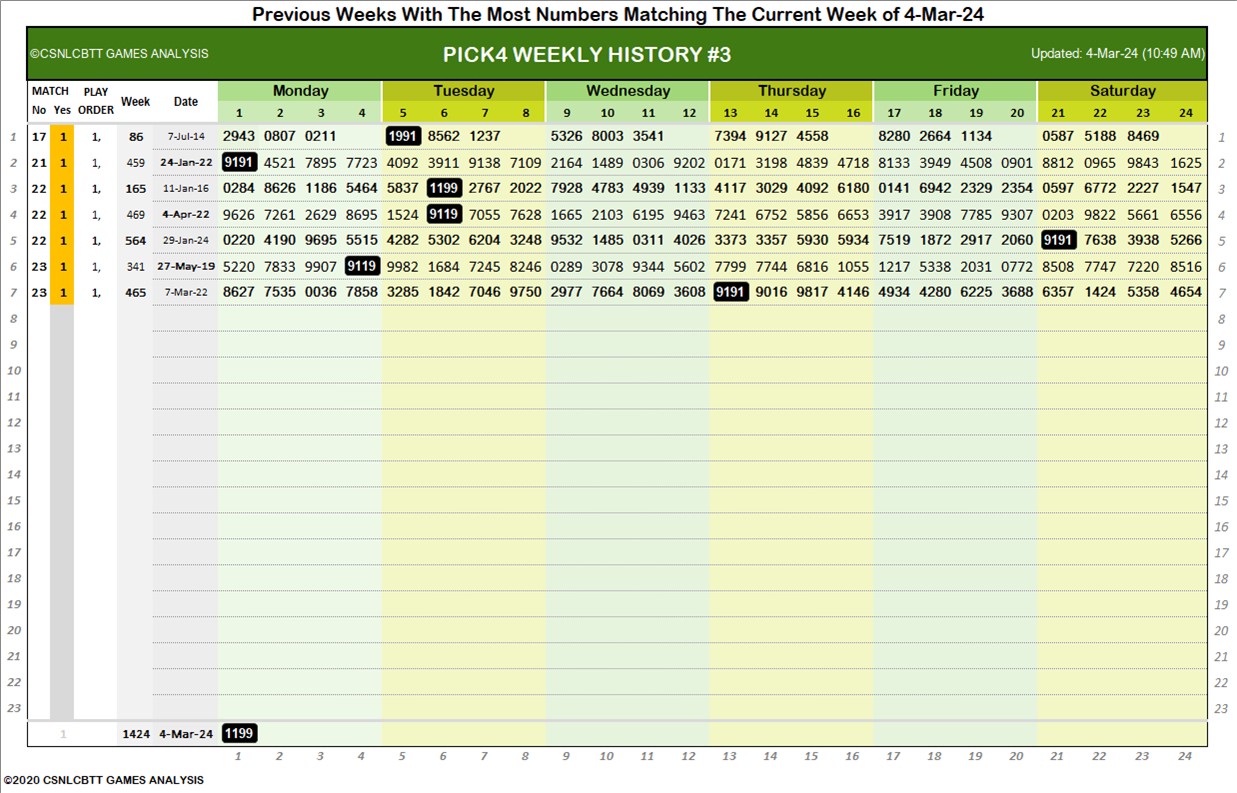 Previous Weeks With The Most Numbers Matching The Current Week of 4-Mar-24
©CSNLCBTT GAMES ANALYSIS PICK4 WEEKLY HISTORY #3 Updated: 4-Mar-24 (10:49 AM)
MATCH PLAY Week Date Monday Tuesday Wednesday Thursday Friday Saturday
No Yes ORDER 1 2 3 4 5 6 7 8 9 10 11 12 13 14 15 16 17 18 19 20 21 22 23 24
1 17 1 1, 86 7-Jul-14 2943 0807 0211 1991 8562 1237 5326 8003 3541 7394 9127 4558 8280 2664 1134 0587 5188 8469 1
2 21 1 1, 459 24-Jan-22 9191 4521 7895 7723 4092 3911 9138 7109 2164 1489 0306 9202 0171 3198 4839 4718 8133 3949 4508 0901 8812 0965 9843 1625 2
3 22 1 1, 165 11-Jan-16 0284 8626 1186 5464 5837 1199 2767 2022 7928 4783 4939 1133 4117 3029 4092 6180 0141 6942 2329 2354 0597 6772 2227 1547 3
4 22 1 1, 469 4-Apr-22 9626 7261 2629 8695 1524 9119 7055 7628 1665 2103 6195 9463 7241 6752 5856 6653 3917 3908 7785 9307 0203 9822 5661 6556 4
5 22 1 1, 564 29-Jan-24 0220 4190 9695 5515 4282 5302 6204 3248 9532 1485 0311 4026 3373 3357 5930 5934 7519 1872 2917 2060 9191 7638 3938 5266 5
6 23 1 1, 341 27-May-19 5220 7833 9907 9119 9982 1684 7245 8246 0289 3078 9344 5602 7799 7744 6816 1055 1217 5338 2031 0772 8508 7747 7220 8516 6
7 23 1 1, 465 7-Mar-22 8627 7535 0036 7858 3285 1842 7046 9750 2977 7664 8069 3608 9191 9016 9817 4146 4934 4280 6225 3688 6357 1424 5358 4654 7
8 8
9 9
10 10
11 11
12 12
13 13
14 14
15 15
16 16
17 17
18 18
19 19
20 20
21 21
22 22
23 23
1 1424 4-Mar-24 1199
1 2 3 4 5 6 7 8 9 10 11 12 13 14 15 16 17 18 19 20 21 22 23 24
©2020 CSNLCBTT GAMES ANALYSIS